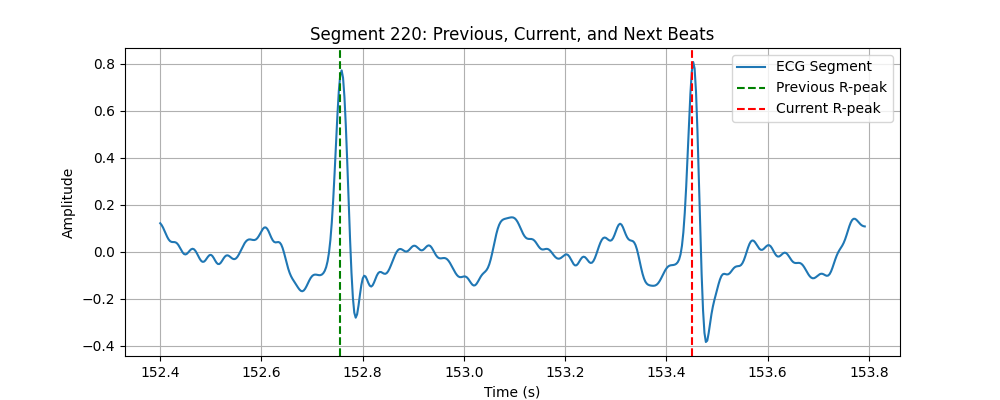 Segment 220: Previous, Current, and Next Beats
ECG Segment
Previous R-peak
Current R-peak
Amplitude
0.8
0.6
0.4
0.2
0.0
−0.2
−0.4
152.4 152.6 152.8 153.0 153.2 153.4 153.6 153.8
Time (s)